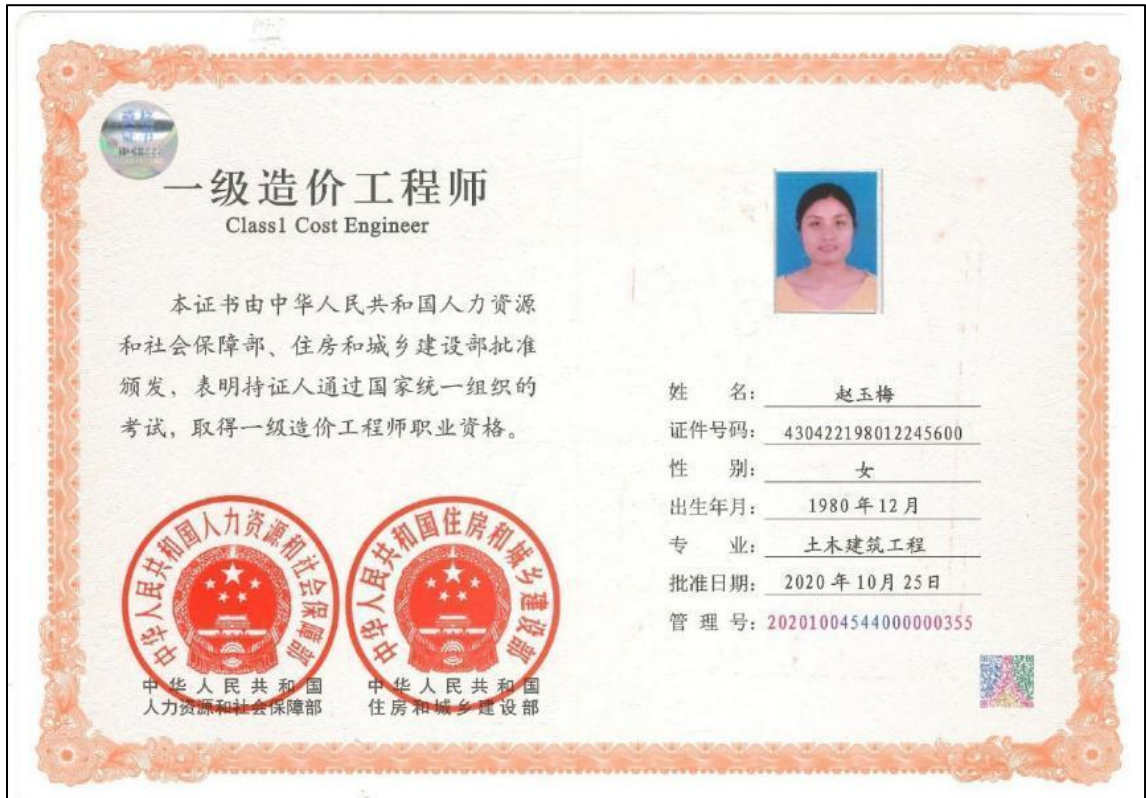 一级造价工程师
Class1 Cost Engineer
本证书由中华人民共和国人力资源
和社会保障部、住房和城乡建设部批准
颁发，表明持证人通过国家统一组织的
考试，取得一级造价工程师职业资格。
中华人民共和国人力资源和社会保障部
中华人民共和国住房和城乡建设部
中华人民共和国
人力资源和社会保障部
中华人民共和国
住房和城乡建设部
姓 名： 赵玉梅
证件号码： 430422198012245600
性 别： 女
出生年月： 1980年12月
专 业： 土木建筑工程
批准日期： 2020年10月25日
管 理 号： 20201004544000000355